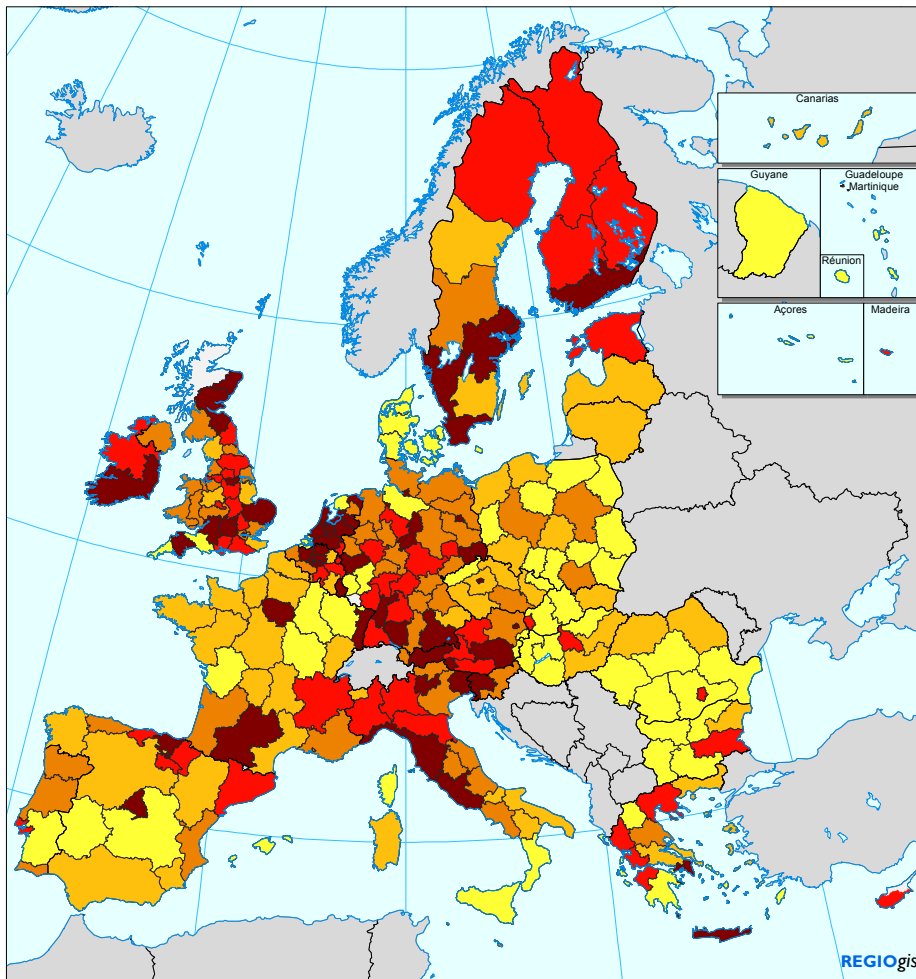 Canarias
Guyane
Guadeloupe
Martinique
Réunion
Açores
Madeira
REGIOgis